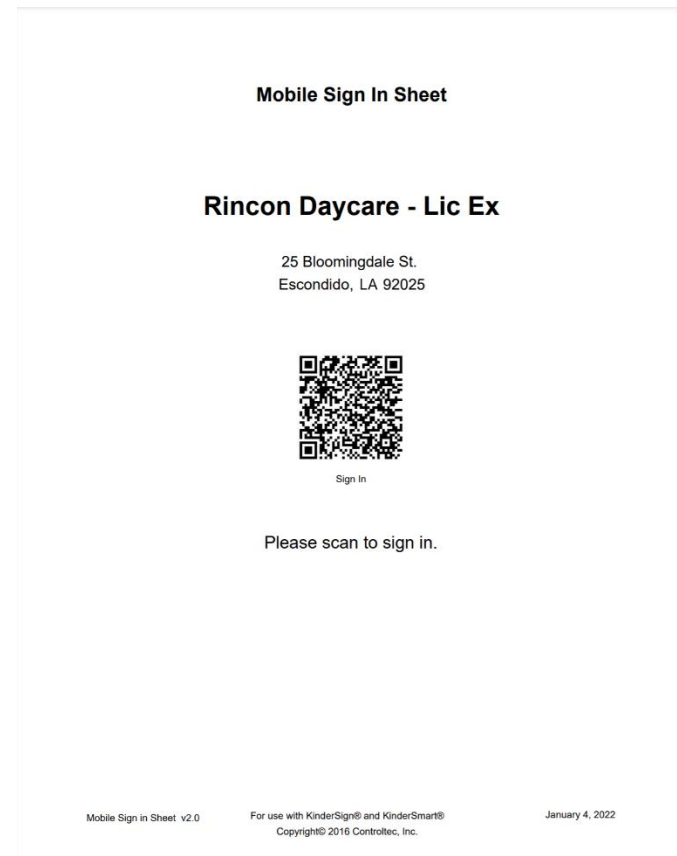 Mobile Sign In Sheet
Rincon Daycare - Lic Ex
25 Bloomingdale St.
Escondido, LA 92025
Sign In
Please scan to sign in.
Mobile Sign in Sheet v2.0
For use with KinderSign® and KinderSmart®
Copyright© 2016 Controltec, Inc.
January 4, 2022